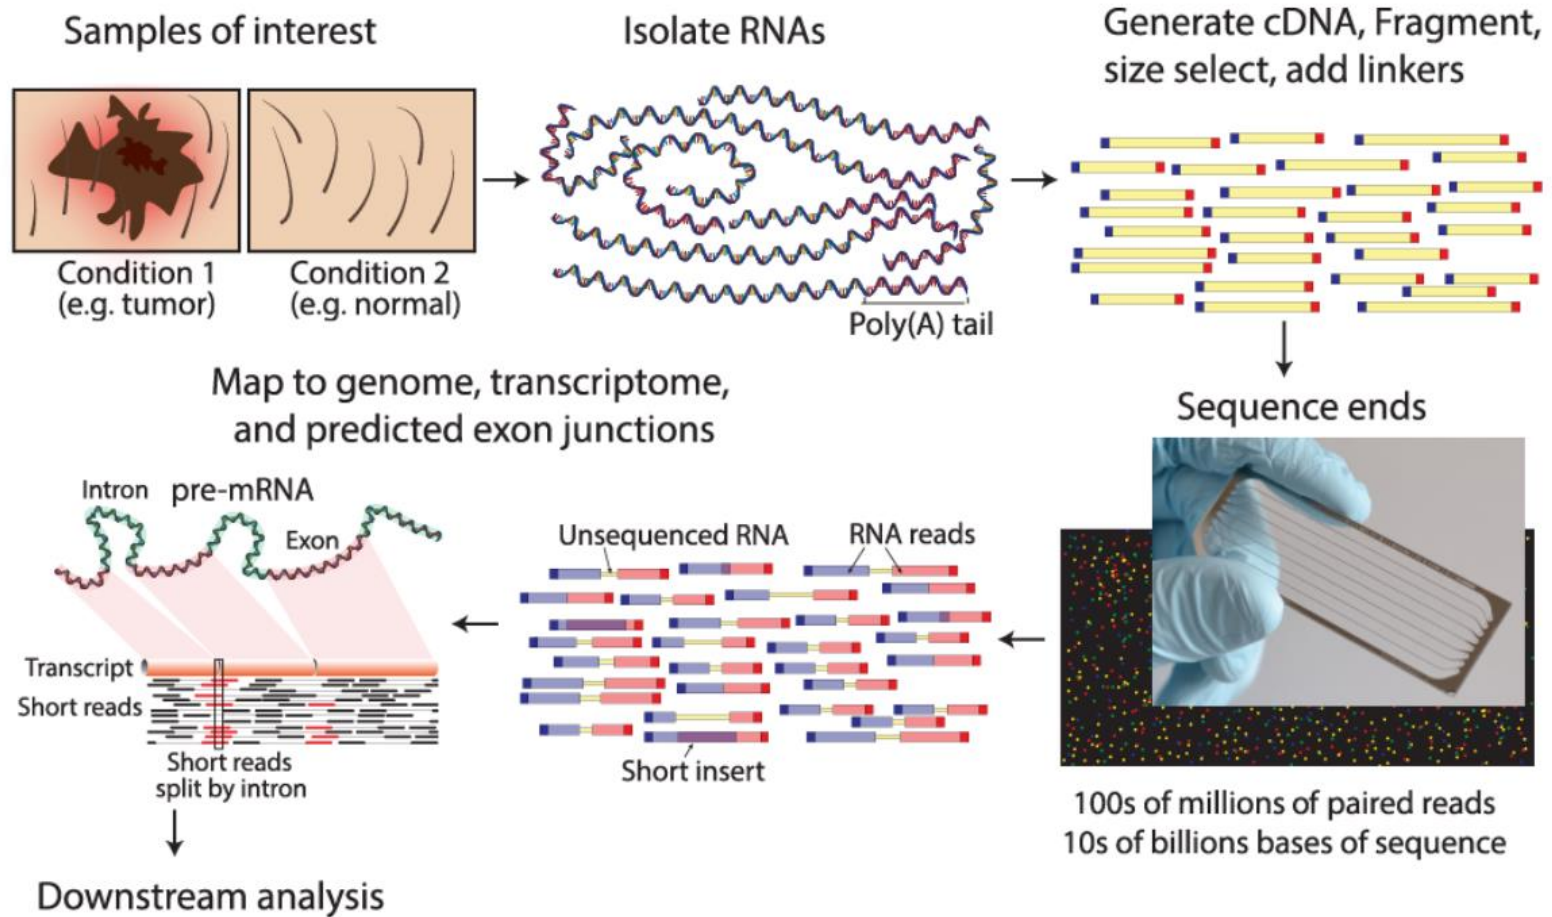 Samples of interest
Condition 1
(e.g. tumor)
Condition 2
(e.g. normal)
Isolate RNAs
Poly(A) tail
Generate cDNA, Fragment,
size select, add linkers
Sequence ends
100s of millions of paired reads
10s of billions bases of sequence
Unsequenced RNA
RNA reads
Short insert
Map to genome, transcriptome,
and predicted exon junctions
Intron
pre-mRNA
Exon
Transcript
Short reads
Short reads
split by intron
Downstream analysis